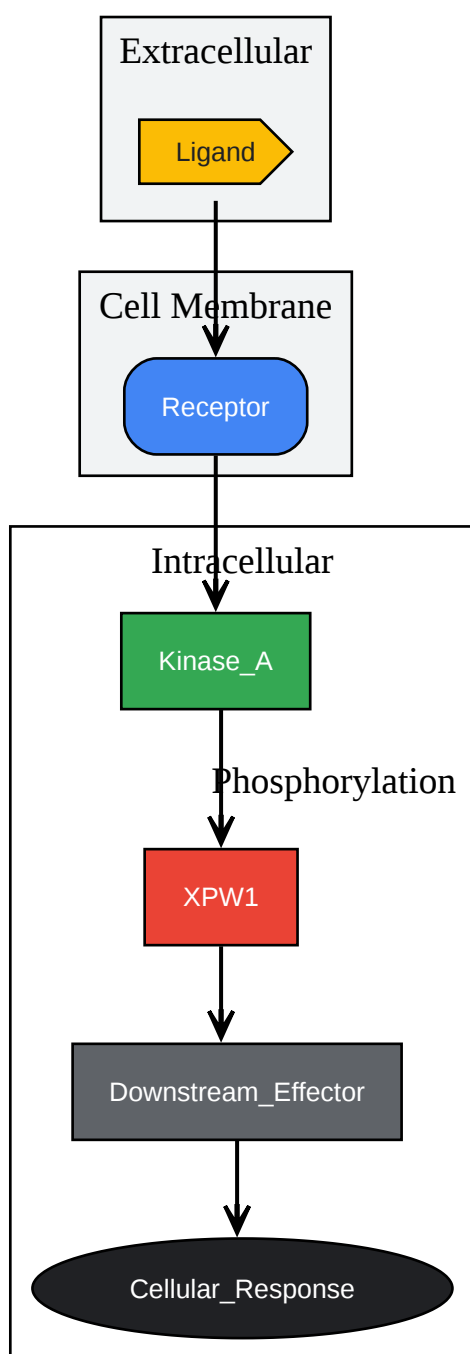 Extracellular
Ligand
Cell Membrane
Receptor
Intracellular
Kinase_A
Phosphorylation
XPW1
Downstream_Effector
Cellular_Response